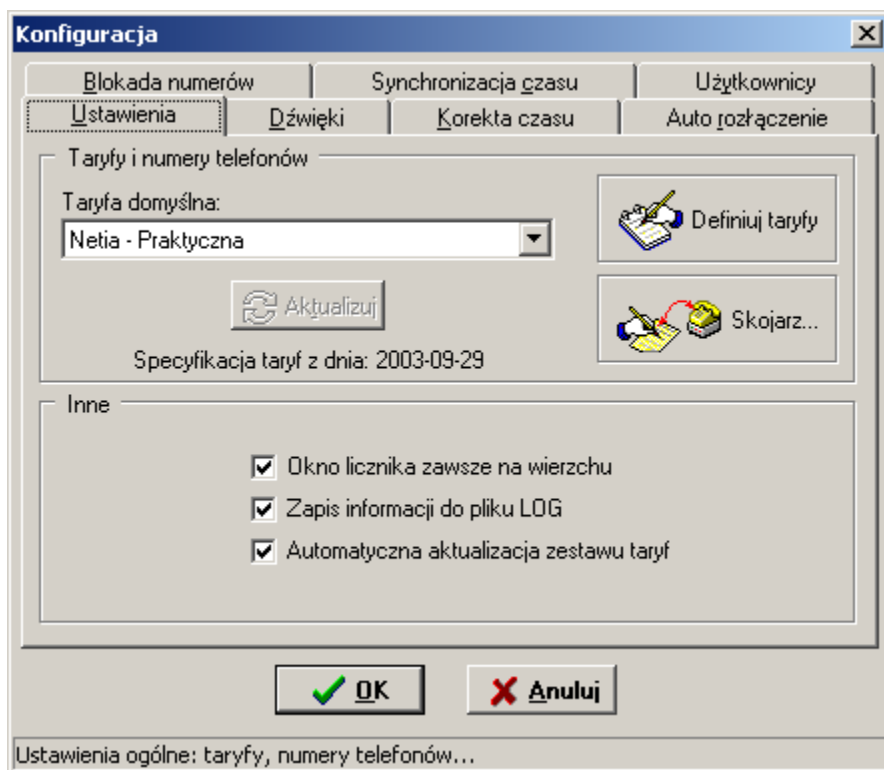 Konfiguracja
Blokada numerów
Synchronizacja czasu
Użytkownicy
Ustawienia
Dźwięki
Korekta czasu
Auto rozłączenie
Taryfy i numery telefonów
Taryfa domyślna:
Netia - Praktyczna
Definiuj taryfy
Aktualizuj
Skojarz...
Specyfikacja taryf z dnia: 2003-09-29
Inne
Okno licznika zawsze na wierzchu
Zapis informacji do pliku LOG
Automatyczna aktualizacja zestawu taryf
OK
Anuluj
Ustawienia ogólne: taryfy, numery telefonów...